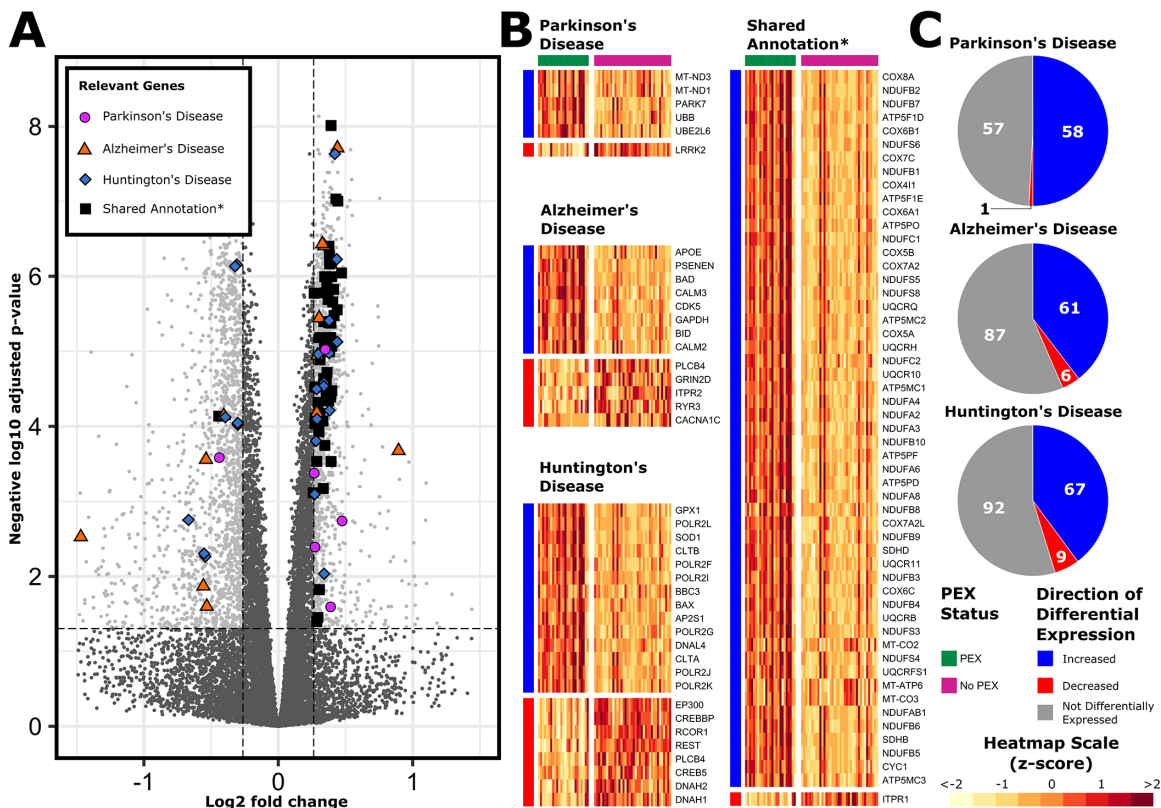 A
Relevant Genes
Parkinson's Disease
Alzheimer's Disease
Huntington's Disease
Shared Annotation*
8
6
4
2
0
Negative log10 adjusted p-value
-1
0
1
Log2 fold change
B
Parkinson's
Disease
MT-ND3
MT-ND1
PARK7
UBB
UBE2L6
LRRK2
Alzheimer's
Disease
APOE
PSENEN
BAD
CALM3
CDK5
GAPDH
BID
CALM2
PLCB4
GRIN2D
ITPR2
RYR3
CACNA1C
Huntington's
Disease
GPX1
POLR2L
SOD1
CLTB
POLR2F
POLR2I
BBC3
BAX
AP2S1
POLR2G
DNAL4
CLTA
POLR2J
POLR2K
EP300
CREBBP
RCOR1
REST
PLCB4
CREB5
DNAH2
DNAH1
Shared
Annotation*
COX8A
NDUFB2
NDUFB7
ATP5F1D
COX6B1
NDUFS6
COX7C
NDUFB1
COX4I1
ATP5F1E
COX6A1
ATP5PO
NDUFC1
COX5B
COX7A2
NDUFS5
NDUFS8
UQCRQ
ATP5MC2
COX5A
UQCRH
NDUFC2
UQCR10
ATP5MC1
NDUFA4
NDUFA2
NDUFA3
NDUFB10
ATP5PF
NDUFA6
ATP5PD
NDUFA8
NDUFB8
COX7A2L
NDUFB9
SDHD
UQCR11
NDUFB3
COX6C
NDUFB4
UQCRB
NDUFS3
MT-CO2
NDUFS4
UQCRFS1
MT-ATP6
MT-CO3
NDUFAB1
NDUFB6
SDHB
NDUFB5
CYC1
ATP5MC3
ITPR1
C
Parkinson's Disease
57
58
1
Alzheimer's Disease
87
61
6
Huntington's Disease
92
67
9
PEX
Status
PEX
No PEX
Direction of
Differential
Expression
Increased
Decreased
Not Differentially
Expressed
Heatmap Scale
(z-score)
<-2
-1
0
1
>2